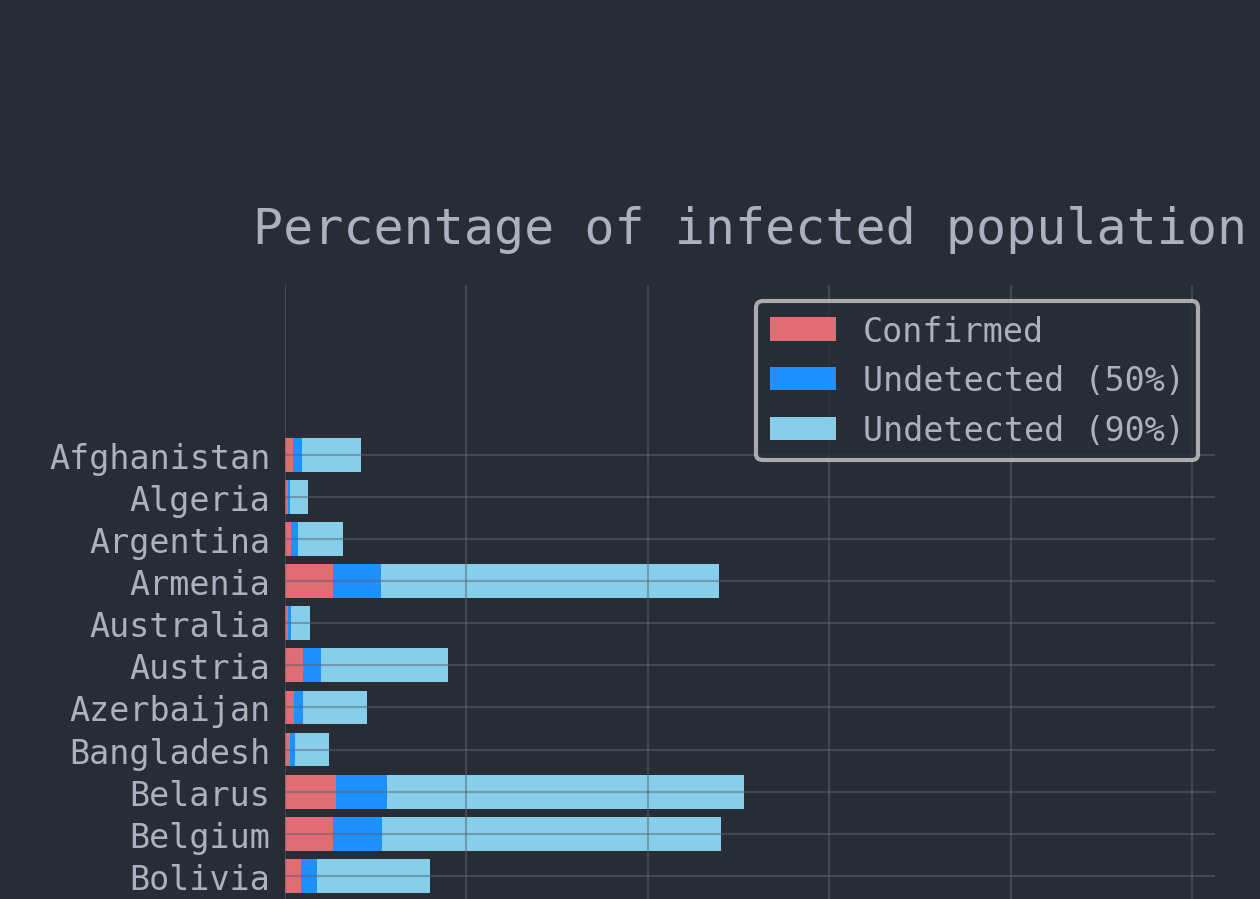 Percentage of infected population
Confirmed
Undetected (50%)
Undetected (90%)
Afghanistan
Algeria
Argentina
Armenia
Australia
Austria
Azerbaijan
Bangladesh
Belarus
Belgium
Bolivia